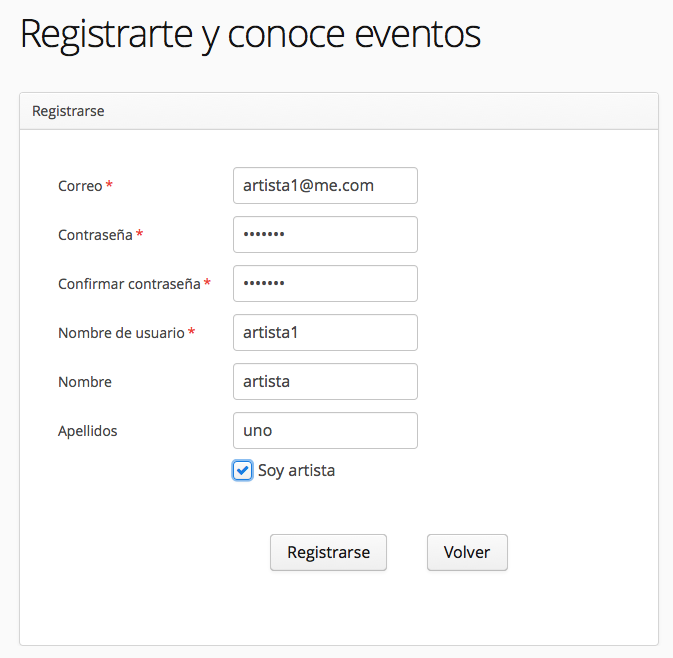 Registrarte y conoce eventos
Registrarse
Correo * artista1@me.com
Contraseña * •••••••
Confirmar contraseña * •••••••
Nombre de usuario * artista1
Nombre artista
Apellidos uno
Soy artista
Registrarse Volver